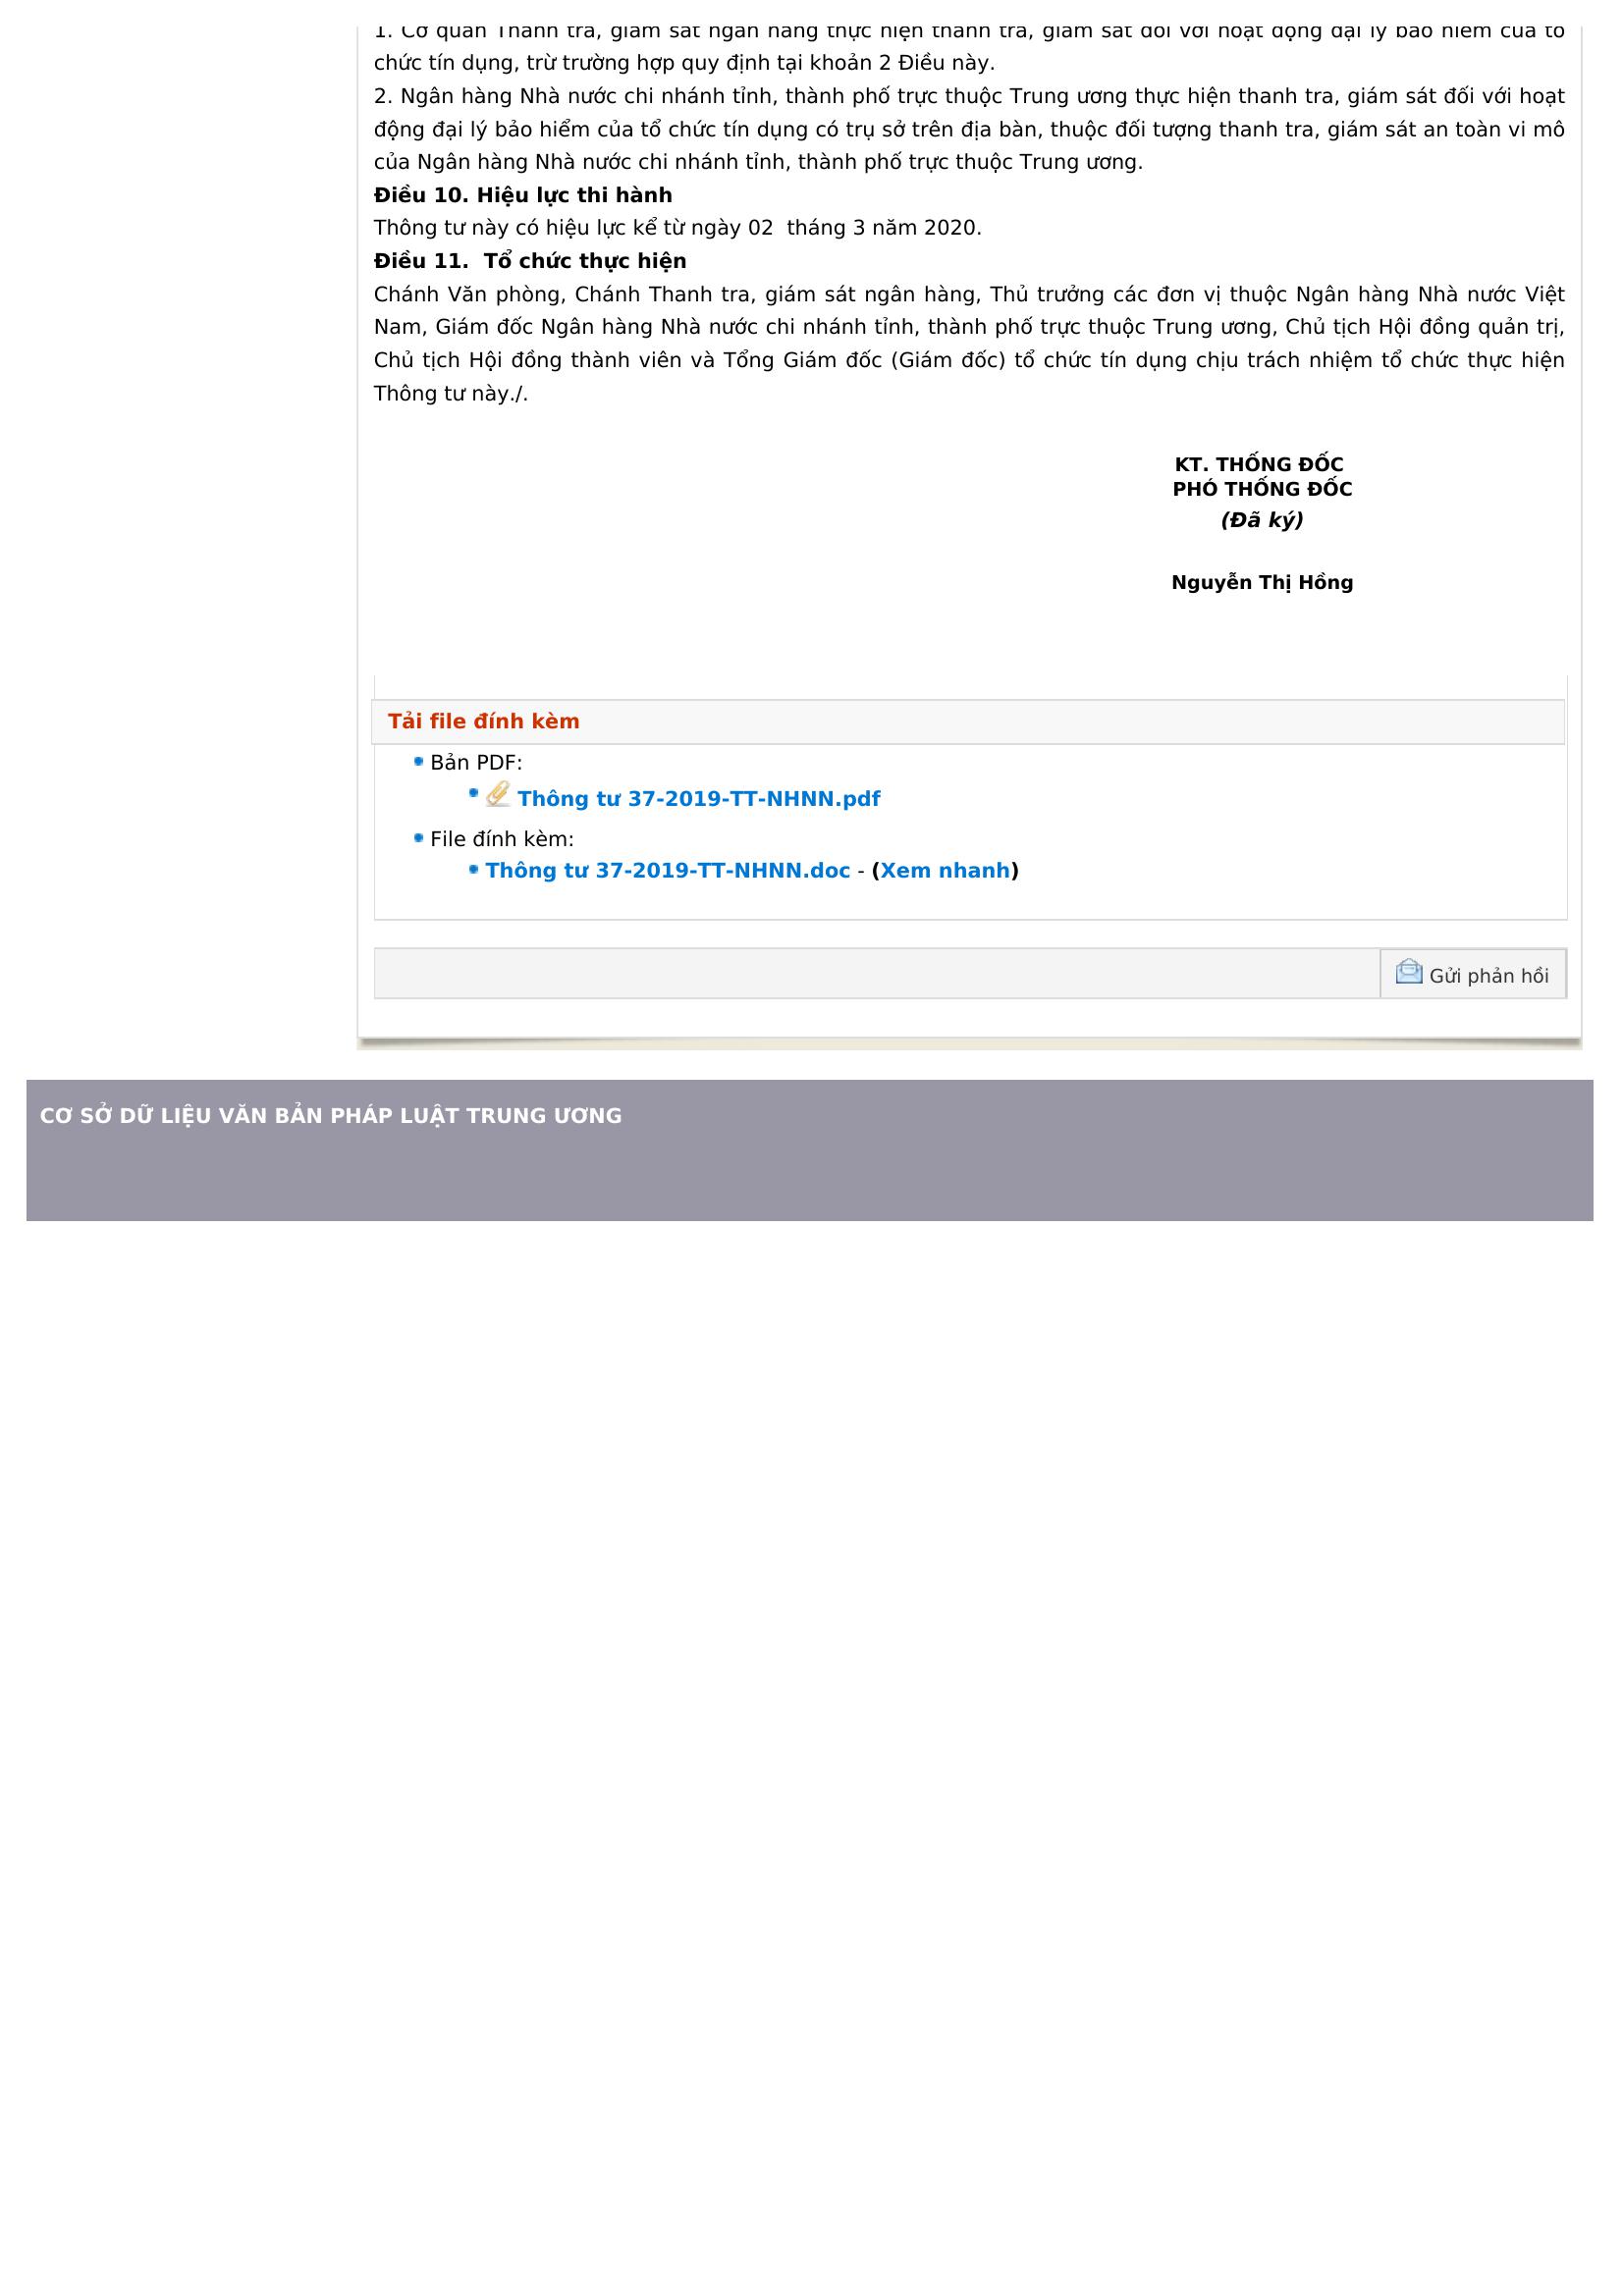 1. Cơ quan Thanh tra, giám sát ngân hàng thực hiện thanh tra, giám sát đối với hoạt động đại lý bảo hiểm của tổ
chức tín dụng, trừ trường hợp quy định tại khoản 2 Điều này.
2. Ngân hàng Nhà nước chi nhánh tỉnh, thành phố trực thuộc Trung ương thực hiện thanh tra, giám sát đối với hoạt
động đại lý bảo hiểm của tổ chức tín dụng có trụ sở trên địa bàn, thuộc đối tượng thanh tra, giám sát an toàn vi mô
của Ngân hàng Nhà nước chi nhánh tỉnh, thành phố trực thuộc Trung ương.
Điều 10. Hiệu lực thi hành
Thông tư này có hiệu lực kể từ ngày 02  tháng 3 năm 2020.
Điều 11.  Tổ chức thực hiện
Chánh Văn phòng, Chánh Thanh tra, giám sát ngân hàng, Thủ trưởng các đơn vị thuộc Ngân hàng Nhà nước Việt
Nam, Giám đốc Ngân hàng Nhà nước chi nhánh tỉnh, thành phố trực thuộc Trung ương, Chủ tịch Hội đồng quản trị,
Chủ tịch Hội đồng thành viên và Tổng Giám đốc (Giám đốc) tổ chức tín dụng chịu trách nhiệm tổ chức thực hiện
Thông tư này./.
KT. THỐNG ĐỐC
PHÓ THỐNG ĐỐC
(Đã ký)
Nguyễn Thị Hồng
Tải file đính kèm
Bản PDF:
Thông tư 37-2019-TT-NHNN.pdf
File đính kèm:
Thông tư 37-2019-TT-NHNN.doc - (Xem nhanh)
Gửi phản hồi
CƠ SỞ DỮ LIỆU VĂN BẢN PHÁP LUẬT TRUNG ƯƠNG